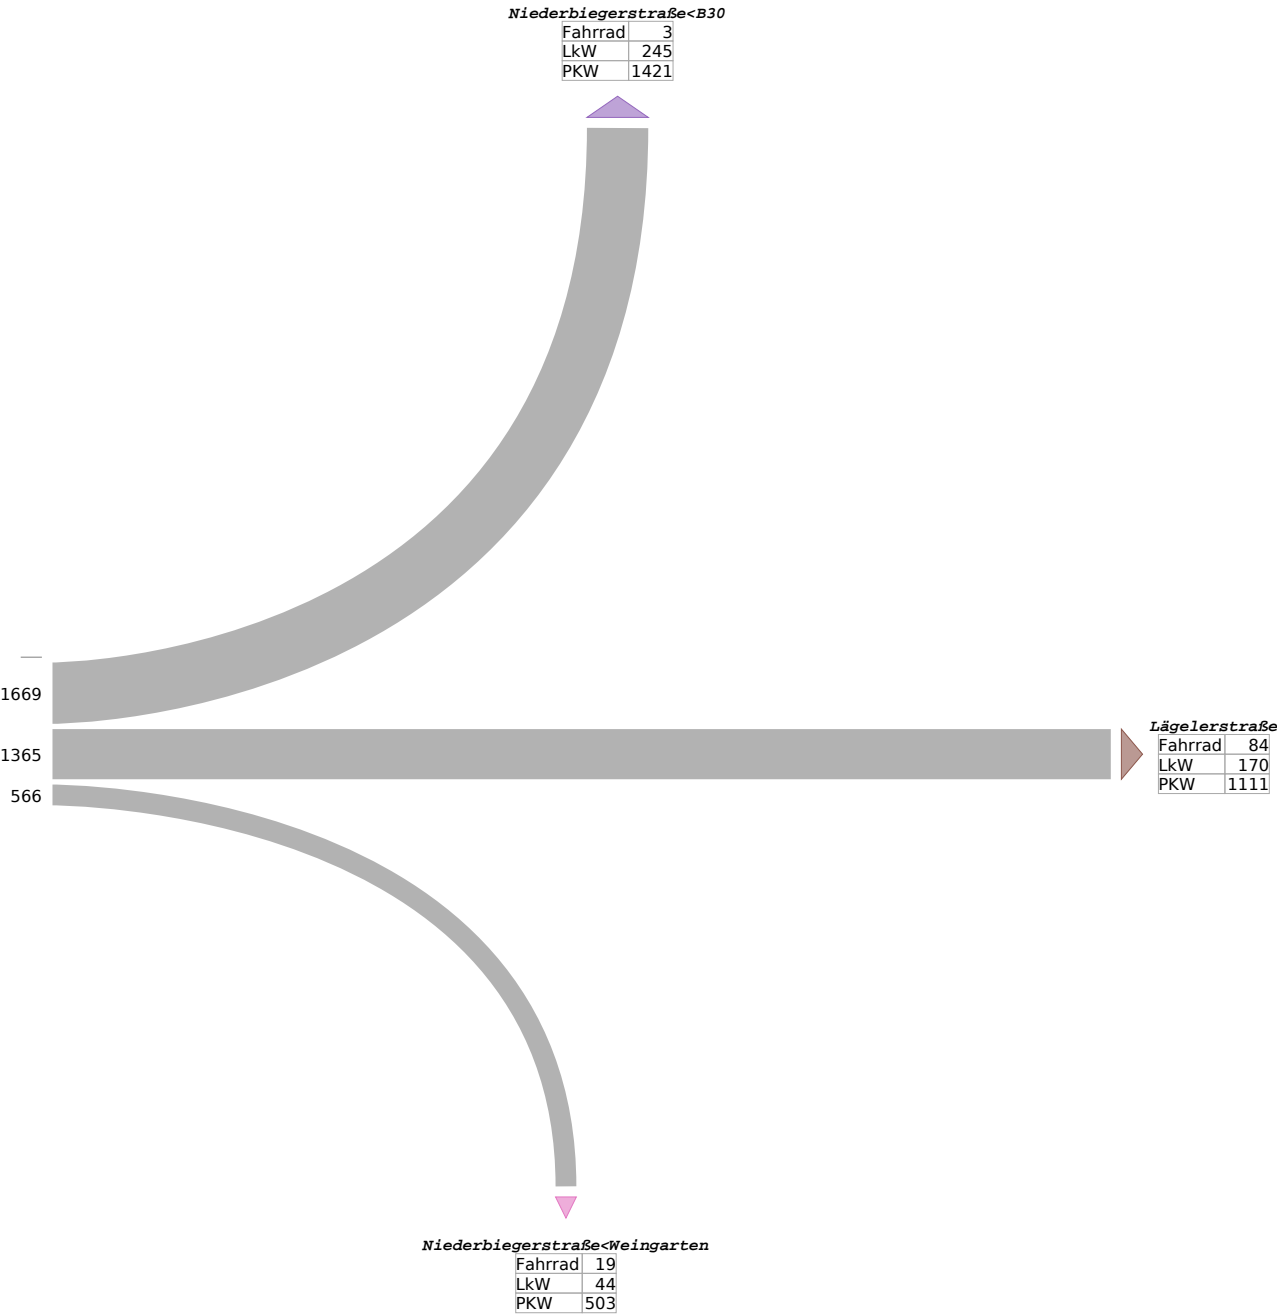 Niederbiegerstraße<B30
Fahrrad 3
LkW 245
PKW 1421
1669
1365
566
Lägelerstraße
Fahrrad 84
LkW 170
PKW 1111
Niederbiegerstraße<Weingarten
Fahrrad 19
LkW 44
PKW 503